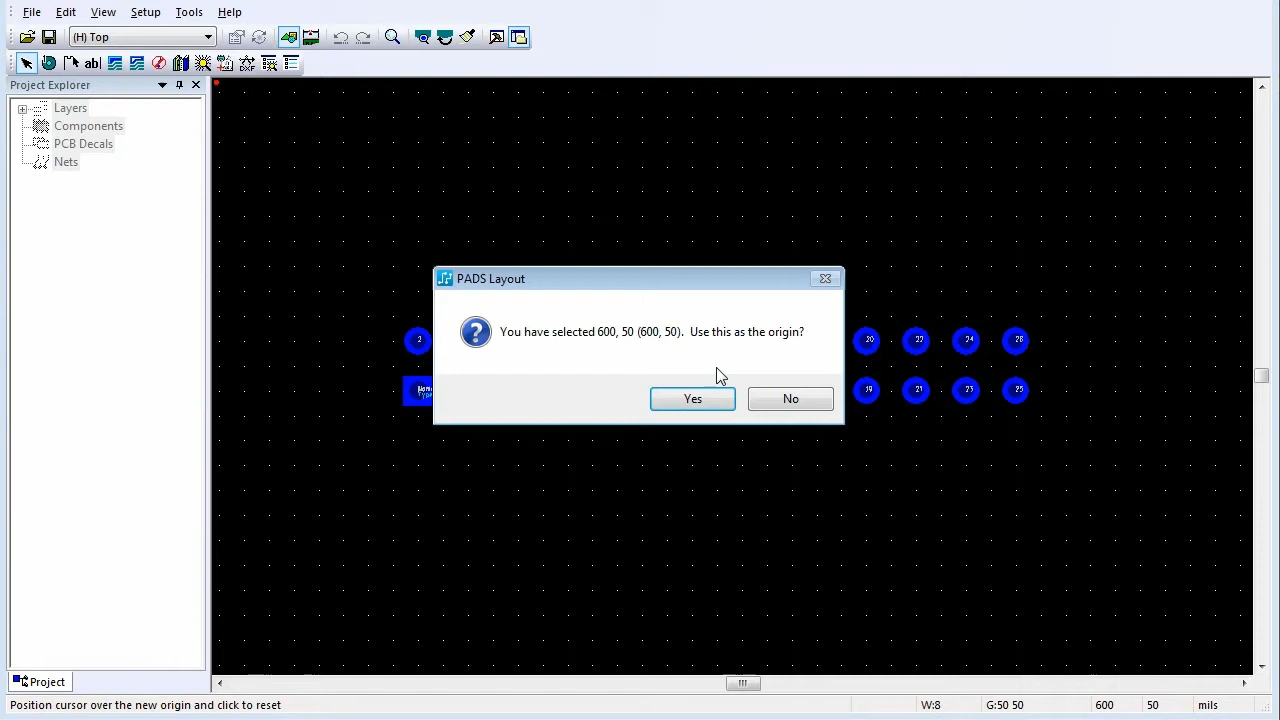 File Edit View Setup Tools Help
(H) Top
abl
DXF
Project Explorer
Layers
Components
PCB Decals
Nets
PADS Layout
You have selected 600, 50 (600, 50). Use this as the origin?
Yes No
2 20 22 24 26
19 21 23 25
Project
Position cursor over the new origin and click to reset W:8 G:50 50 600 50 mils